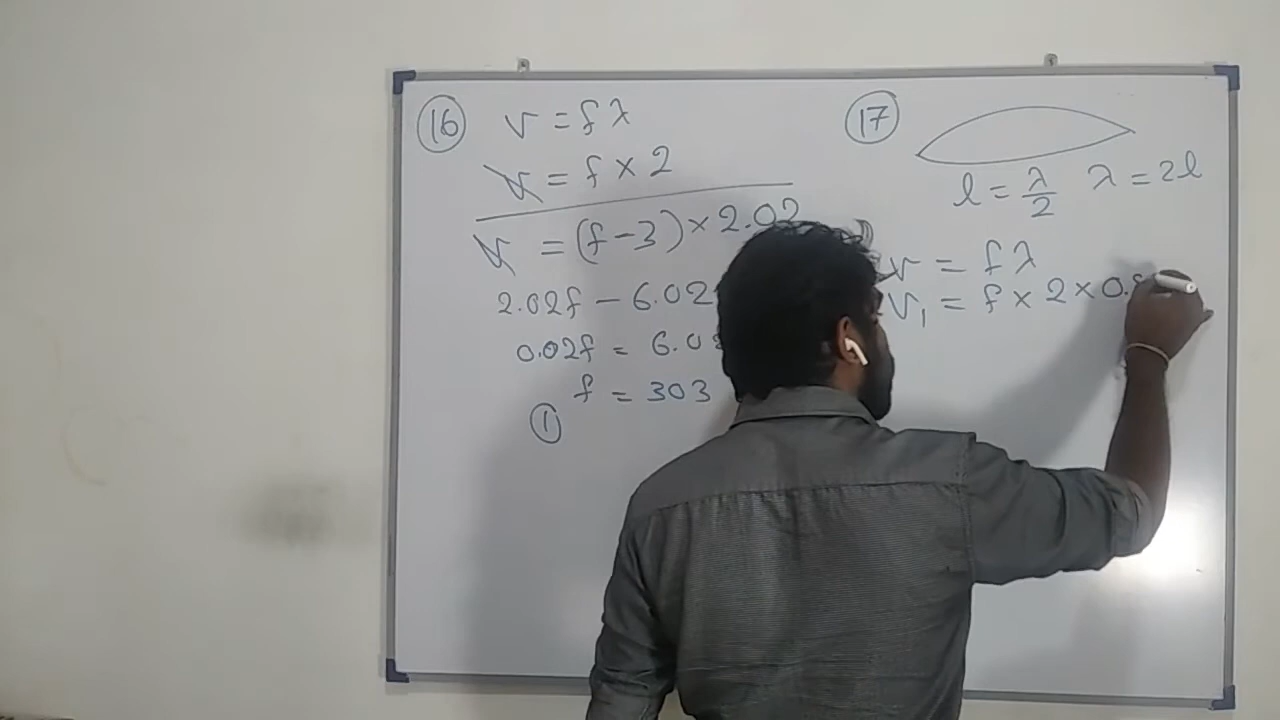 16
v = f λ
v = f × 2
v = (f – 3) × 2.02
2.02f – 6.02
0.02f = 6.0
f = 303
1
17
l = λ/2 λ = 2l
v = f λ
v₁ = f × 2 × 0.